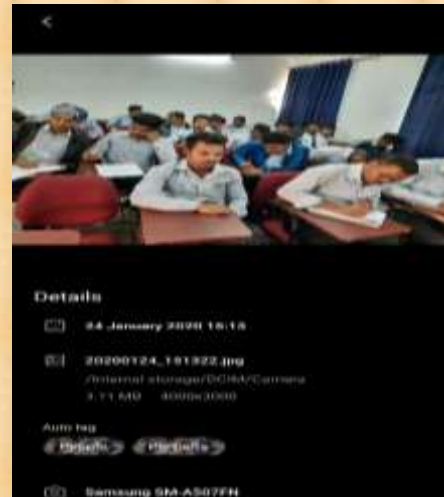 Details
24 January 2020 15:13
20200124_151322.jpg
/Internal storage/DCIM/Camera
3.11 MB 4000x3000
Auto tag
Samsung SM-A507FN